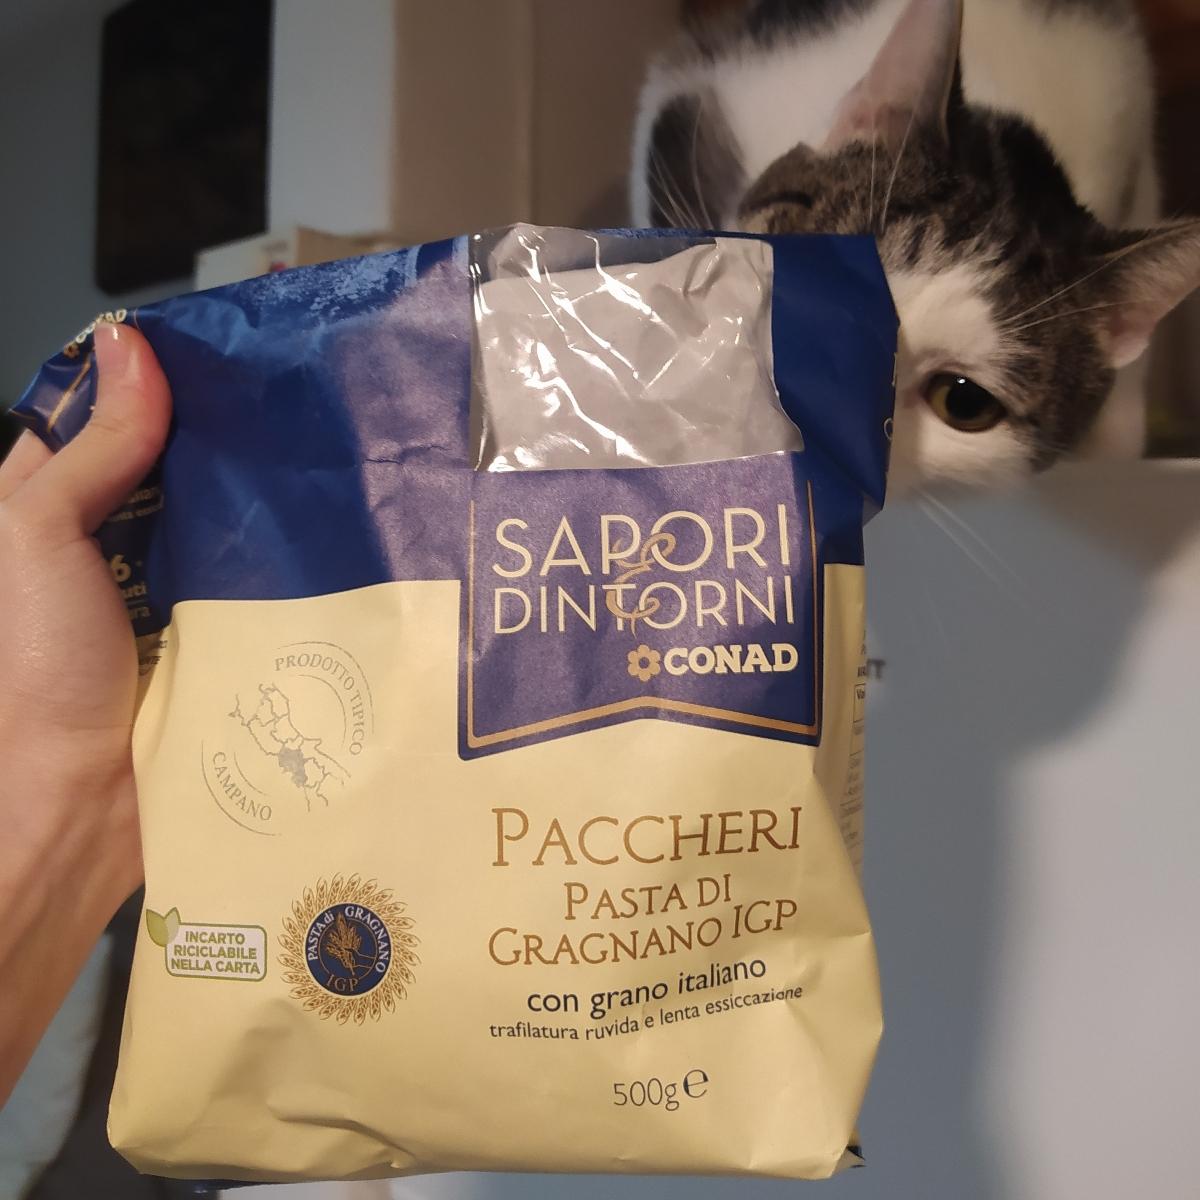 CONAD
SAPORI
&
DINTORNI
CONAD
PRODOTTO TIPICO
CAMPANO
PACCHERI
PASTA DI
GRAGNANO IGP
con grano italiano
trafilatura ruvida e lenta essiccazione
500g e
INCARTO
RICICLABILE
NELLA CARTA
PASTA di GRAGNANO
IGP